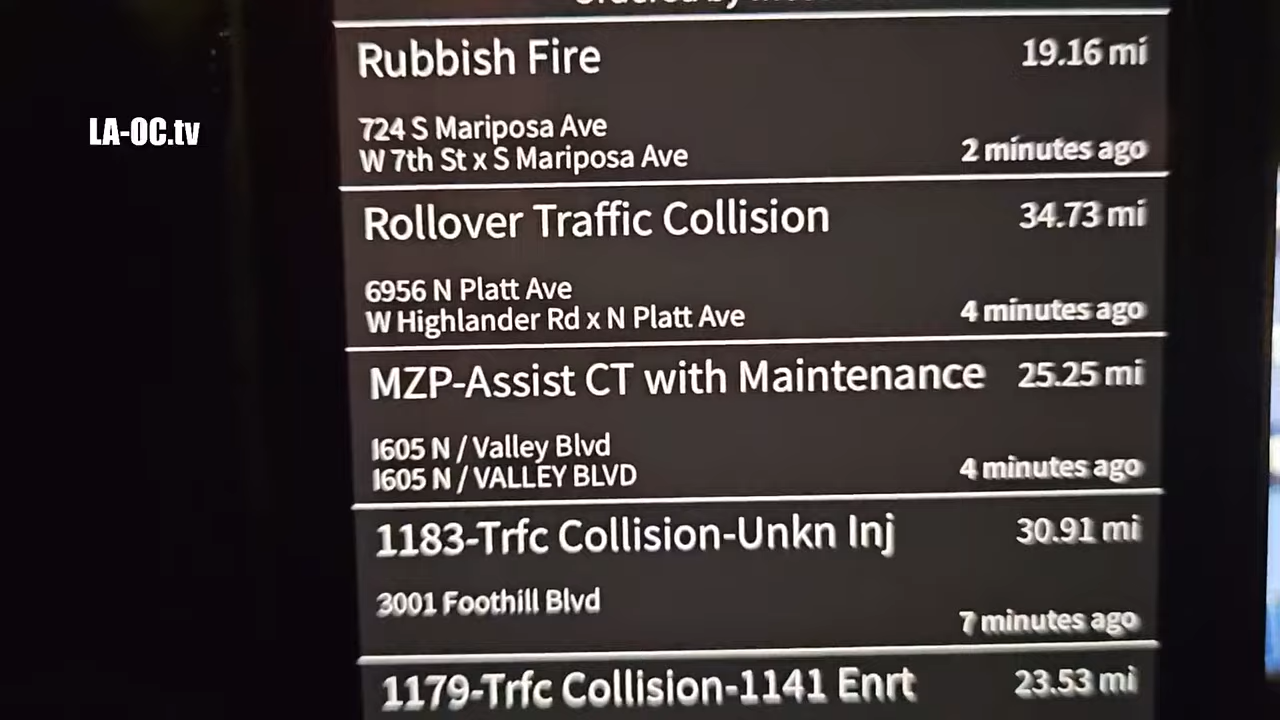 LA-OC.tv
Rubbish Fire 19.16 mi
724 S Mariposa Ave
W 7th St x S Mariposa Ave 2 minutes ago
Rollover Traffic Collision 34.73 mi
6956 N Platt Ave
W Highlander Rd x N Platt Ave 4 minutes ago
MZP-Assist CT with Maintenance 25.25 mi
I605 N / Valley Blvd
I605 N / VALLEY BLVD 4 minutes ago
1183-Trfc Collision-Unkn Inj 30.91 mi
3001 Foothill Blvd
7 minutes ago
1179-Trfc Collision-1141 Enrt 23.53 mi